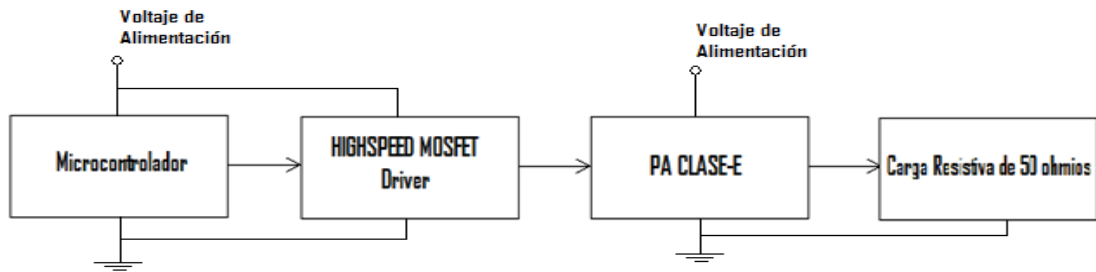 Voltaje de
Alimentación
Voltaje de
Alimentación
Microcontrolador
HIGHSPEED MOSFET
Driver
PA CLASE-E
Carga Resistiva de 50 ohmios